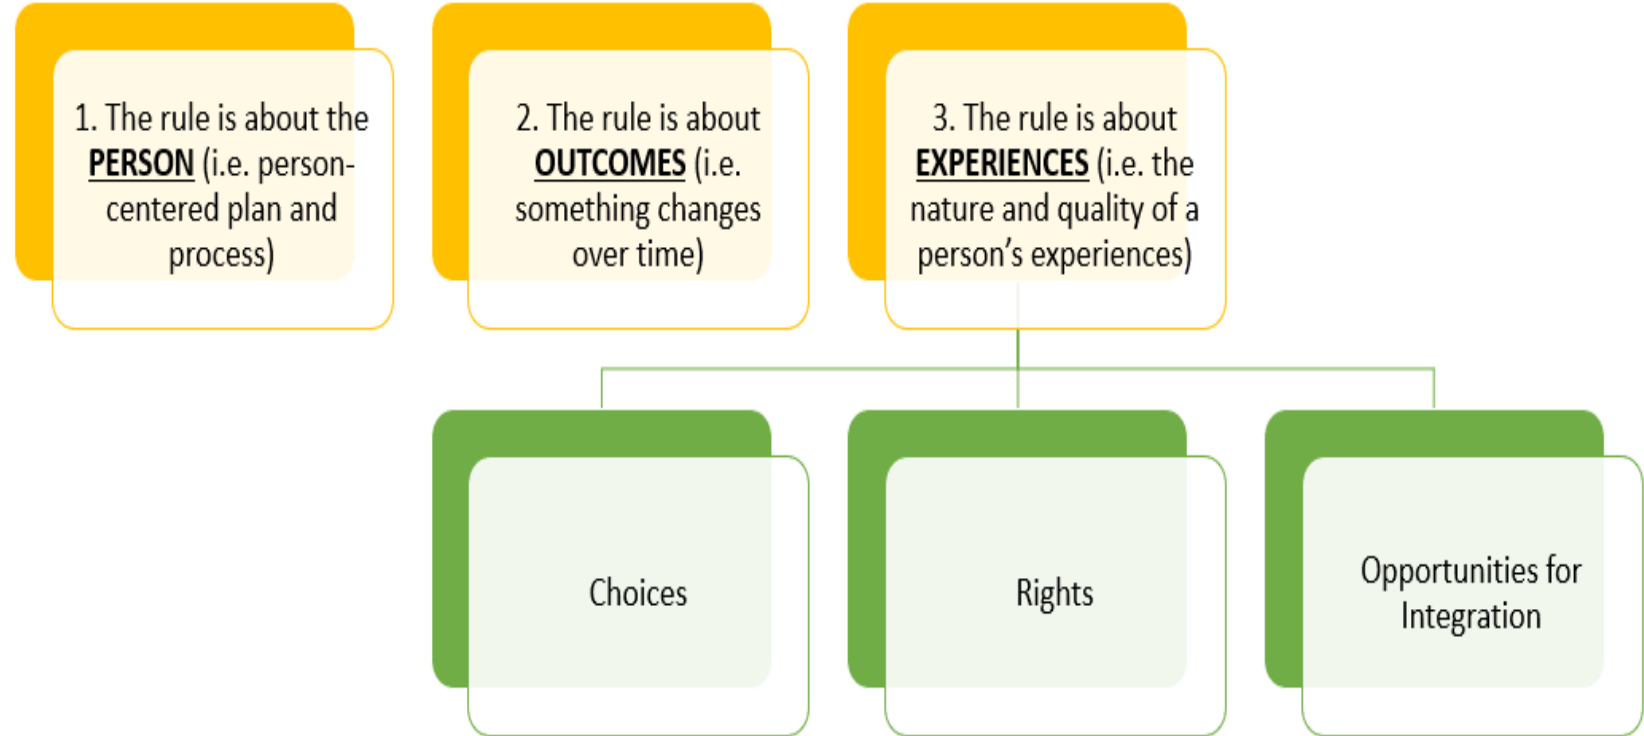 1. The rule is about the
PERSON (i.e. person-
centered plan and
process)
2. The rule is about
OUTCOMES (i.e.
something changes
over time)
3. The rule is about
EXPERIENCES (i.e. the
nature and quality of a
person’s experiences)
Choices
Rights
Opportunities for
Integration